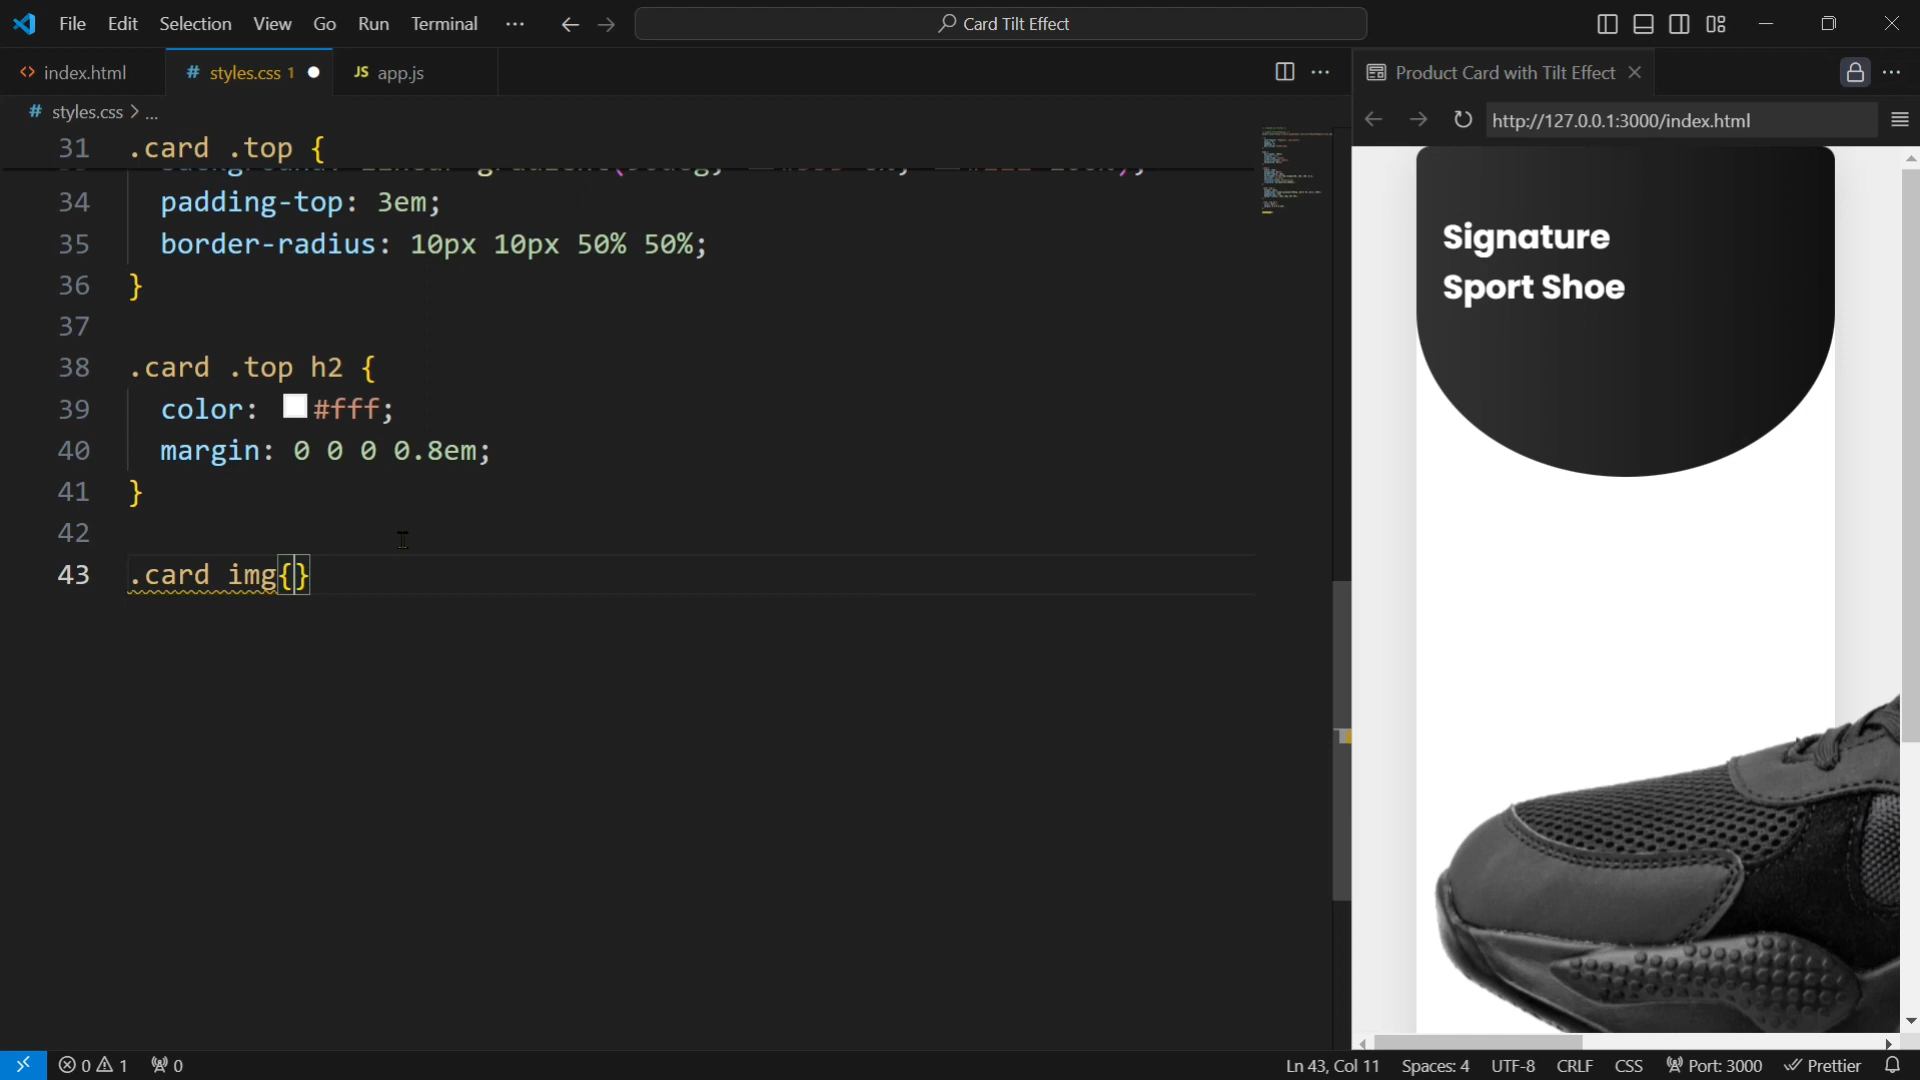 File Edit Selection View Go Run Terminal ··· Card Tilt Effect
index.html # styles.css 1 JS app.js Product Card with Tilt Effect
# styles.css > ... http://127.0.0.1:3000/index.html
31 .card .top {
34 padding-top: 3em;
35 border-radius: 10px 10px 50% 50%;
36 }
37
38 .card .top h2 {
39 color: #fff;
40 margin: 0 0 0 0.8em;
41 }
42
43 .card img{}
Signature
Sport Shoe
0 1 0 Ln 43, Col 11 Spaces: 4 UTF-8 CRLF CSS Port: 3000 Prettier